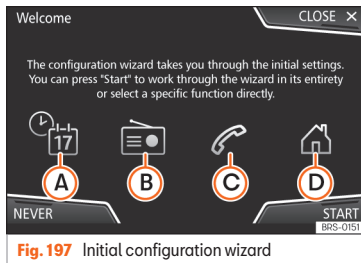 Welcome
CLOSE ×
The configuration wizard takes you through the initial settings.
You can press "Start" to work through the wizard in its entirety
or select a specific function directly.
17
A
B
C
D
NEVER
START
BRS-0151
Fig. 197 Initial configuration wizard